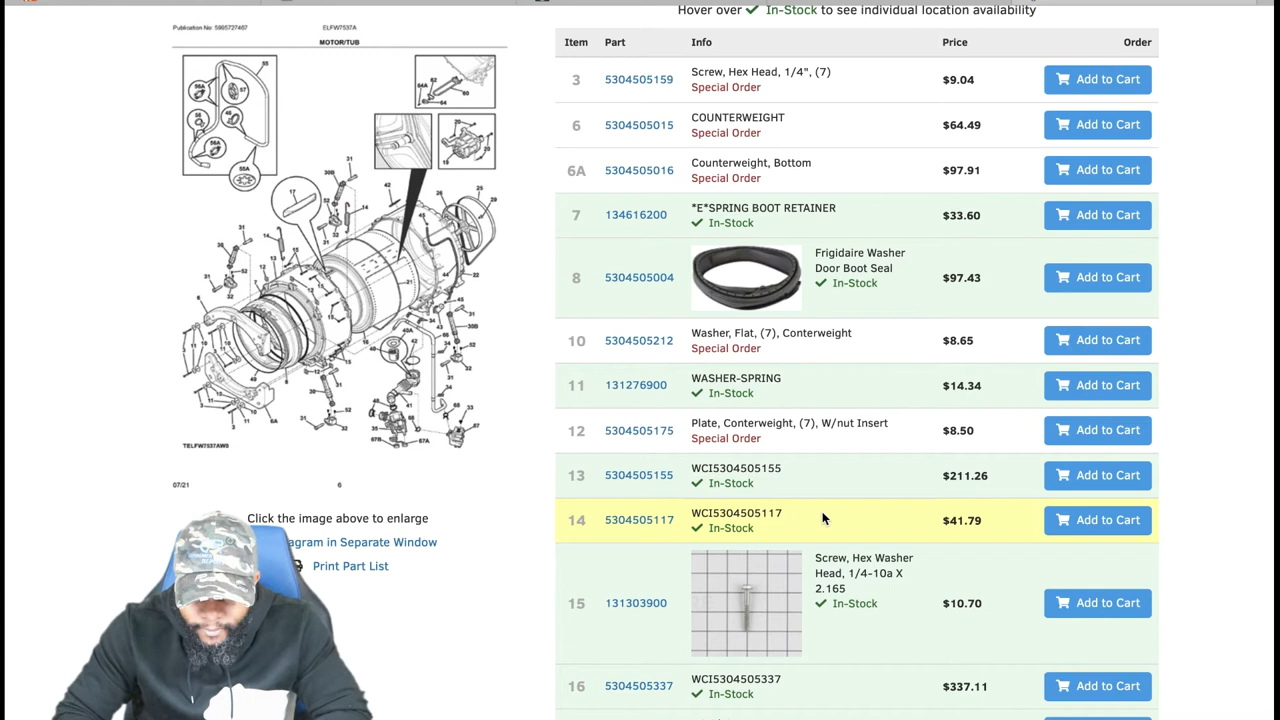 Hover over ✓ In-Stock to see individual location availability
Publication No: 5995727467
ELFW7537A
MOTOR/TUB
TELFW7537AW8
07/21
6
Click the image above to enlarge
agram in Separate Window
Print Part List
Item Part Info Price Order
3 5304505159 Screw, Hex Head, 1/4", (7) $9.04 Add to Cart
Special Order
6 5304505015 COUNTERWEIGHT $64.49 Add to Cart
Special Order
6A 5304505016 Counterweight, Bottom $97.91 Add to Cart
Special Order
7 134616200 *E*SPRING BOOT RETAINER $33.60 Add to Cart
✓ In-Stock
8 5304505004 Frigidaire Washer $97.43 Add to Cart
Door Boot Seal
✓ In-Stock
10 5304505212 Washer, Flat, (7), Conterweight $8.65 Add to Cart
Special Order
11 131276900 WASHER-SPRING $14.34 Add to Cart
✓ In-Stock
12 5304505175 Plate, Conterweight, (7), W/nut Insert $8.50 Add to Cart
Special Order
13 5304505155 WCI5304505155 $211.26 Add to Cart
✓ In-Stock
14 5304505117 WCI5304505117 $41.79 Add to Cart
✓ In-Stock
15 131303900 Screw, Hex Washer $10.70 Add to Cart
Head, 1/4-10a X
2.165
✓ In-Stock
16 5304505337 WCI5304505337 $337.11 Add to Cart
✓ In-Stock